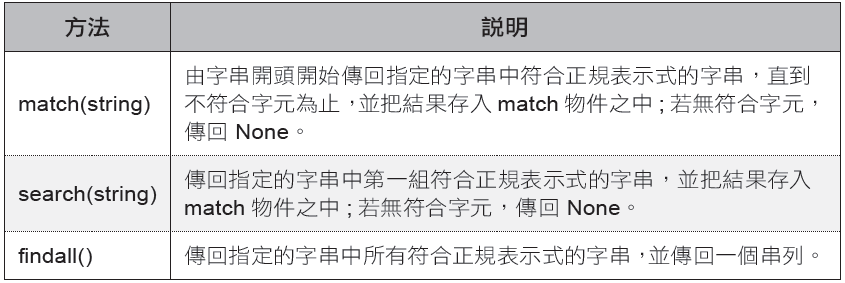 方法
說明
match(string)
由字串開頭開始傳回指定的字串中符合正規表示式的字串，直到
不符合字元為止，並把結果存入 match 物件之中；若無符合字元，
傳回 None。
search(string)
傳回指定的字串中第一組符合正規表示式的字串，並把結果存入
match 物件之中；若無符合字元，傳回 None。
findall()
傳回指定的字串中所有符合正規表示式的字串，並傳回一個串列。